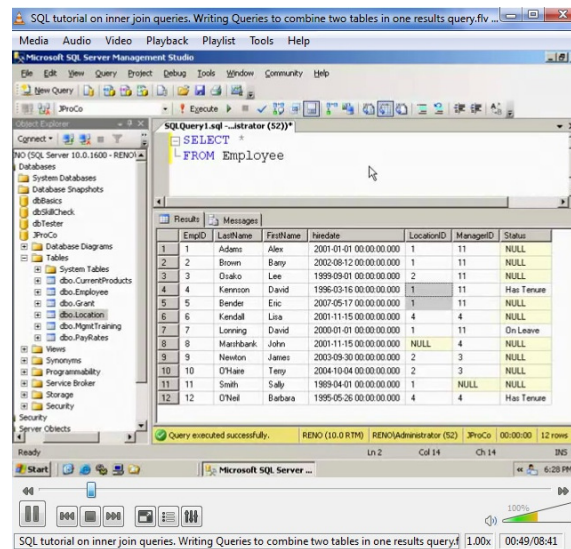 SQL tutorial on inner join queries. Writing Queries to combine two tables in one results query.flv ...
Media Audio Video Playback Playlist Tools Help
Microsoft SQL Server Management Studio
File Edit View Query Project Debug Tools Window Community Help
New Query
JProCo Execute
Object Explorer
SQLQuery1.sql -...istrator (52))*
Connect
SELECT *
FROM Employee
NO (SQL Server 10.0.1600 - RENO\
Databases
System Databases
Database Snapshots
dbBasics
dbSkillCheck
dbTester
JProCo
Database Diagrams
Tables
System Tables
dbo.CurrentProducts
dbo.Employee
dbo.Grant
dbo.Location
dbo.MgmtTraining
dbo.PayRates
Views
Synonyms
Programmability
Service Broker
Storage
Security
Security
Server Objects
Results Messages
EmpID LastName FirstName hiredate LocationID ManagerID Status
1 1 Adams Alex 2001-01-01 00:00:00.000 1 11 NULL
2 2 Brown Barry 2002-08-12 00:00:00.000 1 11 NULL
3 3 Osako Lee 1999-09-01 00:00:00.000 2 11 NULL
4 4 Kennson David 1996-03-16 00:00:00.000 1 11 Has Tenure
5 5 Bender Eric 2007-05-17 00:00:00.000 1 11 NULL
6 6 Kendall Lisa 2001-11-15 00:00:00.000 4 4 NULL
7 7 Lonning David 2000-01-01 00:00:00.000 1 11 On Leave
8 8 Marshbank John 2001-11-15 00:00:00.000 NULL 4 NULL
9 9 Newton James 2003-09-30 00:00:00.000 2 3 NULL
10 10 O'Haire Terry 2004-10-04 00:00:00.000 2 3 NULL
11 11 Smith Sally 1989-04-01 00:00:00.000 1 NULL NULL
12 12 O'Neil Barbara 1995-05-26 00:00:00.000 4 4 Has Tenure
Query executed successfully. RENO (10.0 RTM) RENO\Administrator (52) JProCo 00:00:00 12 rows
Ready Ln 2 Col 14 Ch 14 INS
Start Microsoft SQL Server ... 6:28 PM
100%
SQL tutorial on inner join queries. Writing Queries to combine two tables in one results query.f 1.00x 00:49/08:41